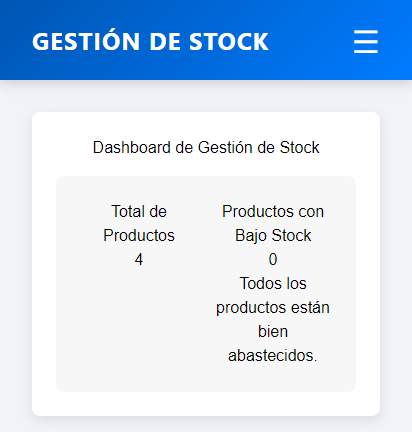 GESTIÓN DE STOCK
Dashboard de Gestión de Stock
Total de
Productos
4
Productos con
Bajo Stock
0
Todos los
productos están
bien
abastecidos.